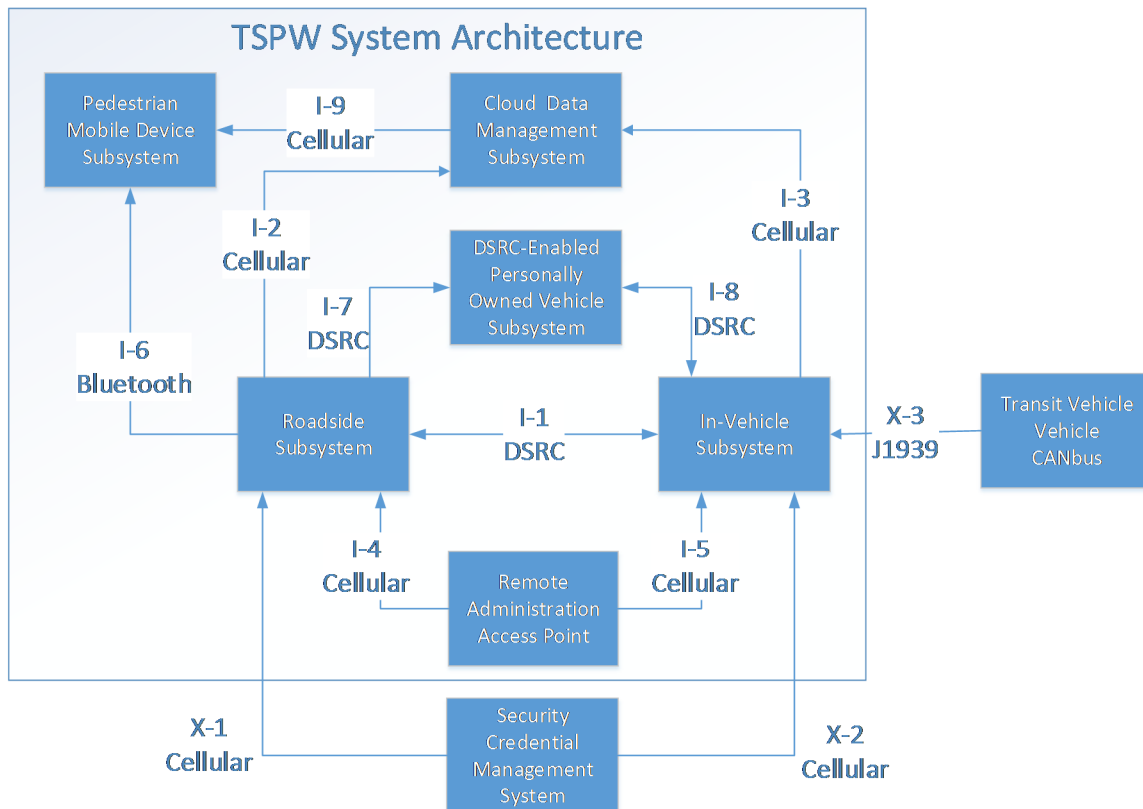 TSPW System Architecture
Pedestrian
Mobile Device
Subsystem
I-9
Cellular
Cloud Data
Management
Subsystem
I-2
Cellular
I-3
Cellular
DSRC-Enabled
Personally
Owned Vehicle
Subsystem
I-7
DSRC
I-8
DSRC
I-6
Bluetooth
Roadside
Subsystem
I-1
DSRC
In-Vehicle
Subsystem
X-3
J1939
Transit Vehicle
Vehicle
CANbus
I-4
Cellular
I-5
Cellular
Remote
Administration
Access Point
X-1
Cellular
Security
Credential
Management
System
X-2
Cellular